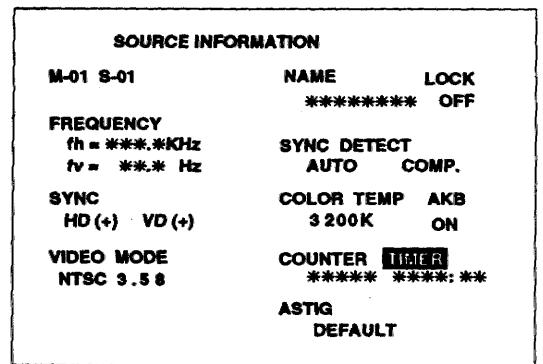 SOURCE INFORMATION
M-01 S-01
NAME LOCK
******** OFF
FREQUENCY
fh = ***.*KHz
fv = **.* Hz
SYNC DETECT
AUTO COMP.
SYNC
HD (+) VD (+)
COLOR TEMP AKB
3200K ON
VIDEO MODE
NTSC 3.58
COUNTER TIMER
***** ****:**
ASTIG
DEFAULT